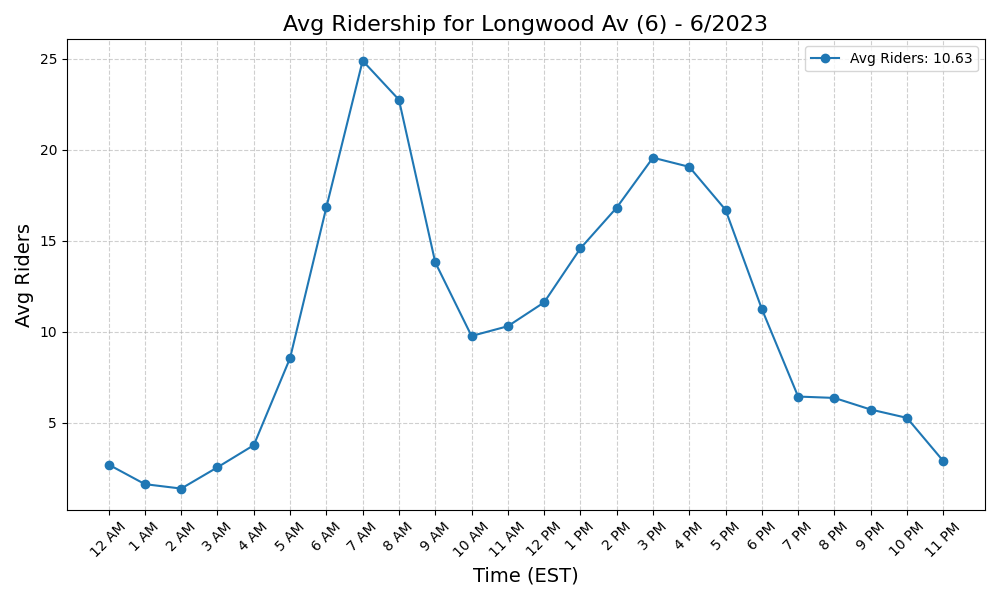 Avg Ridership for Longwood Av (6) - 6/2023
Avg Riders: 10.63
Avg Riders
25
20
15
10
5
12 AM
1 AM
2 AM
3 AM
4 AM
5 AM
6 AM
7 AM
8 AM
9 AM
10 AM
11 AM
12 PM
1 PM
2 PM
3 PM
4 PM
5 PM
6 PM
7 PM
8 PM
9 PM
10 PM
11 PM
Time (EST)